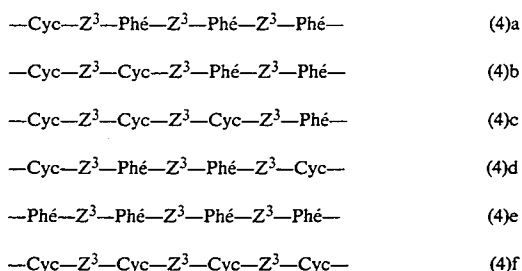 —Cyc—Z³—Phé—Z³—Phé—Z³—Phé— (4)a
—Cyc—Z³—Cyc—Z³—Phé—Z³—Phé— (4)b
—Cyc—Z³—Cyc—Z³—Cyc—Z³—Phé— (4)c
—Cyc—Z³—Phé—Z³—Phé—Z³—Cyc— (4)d
—Phé—Z³—Phé—Z³—Phé—Z³—Phé— (4)e
—Cyc—Z³—Cyc—Z³—Cyc—Z³—Cyc— (4)f